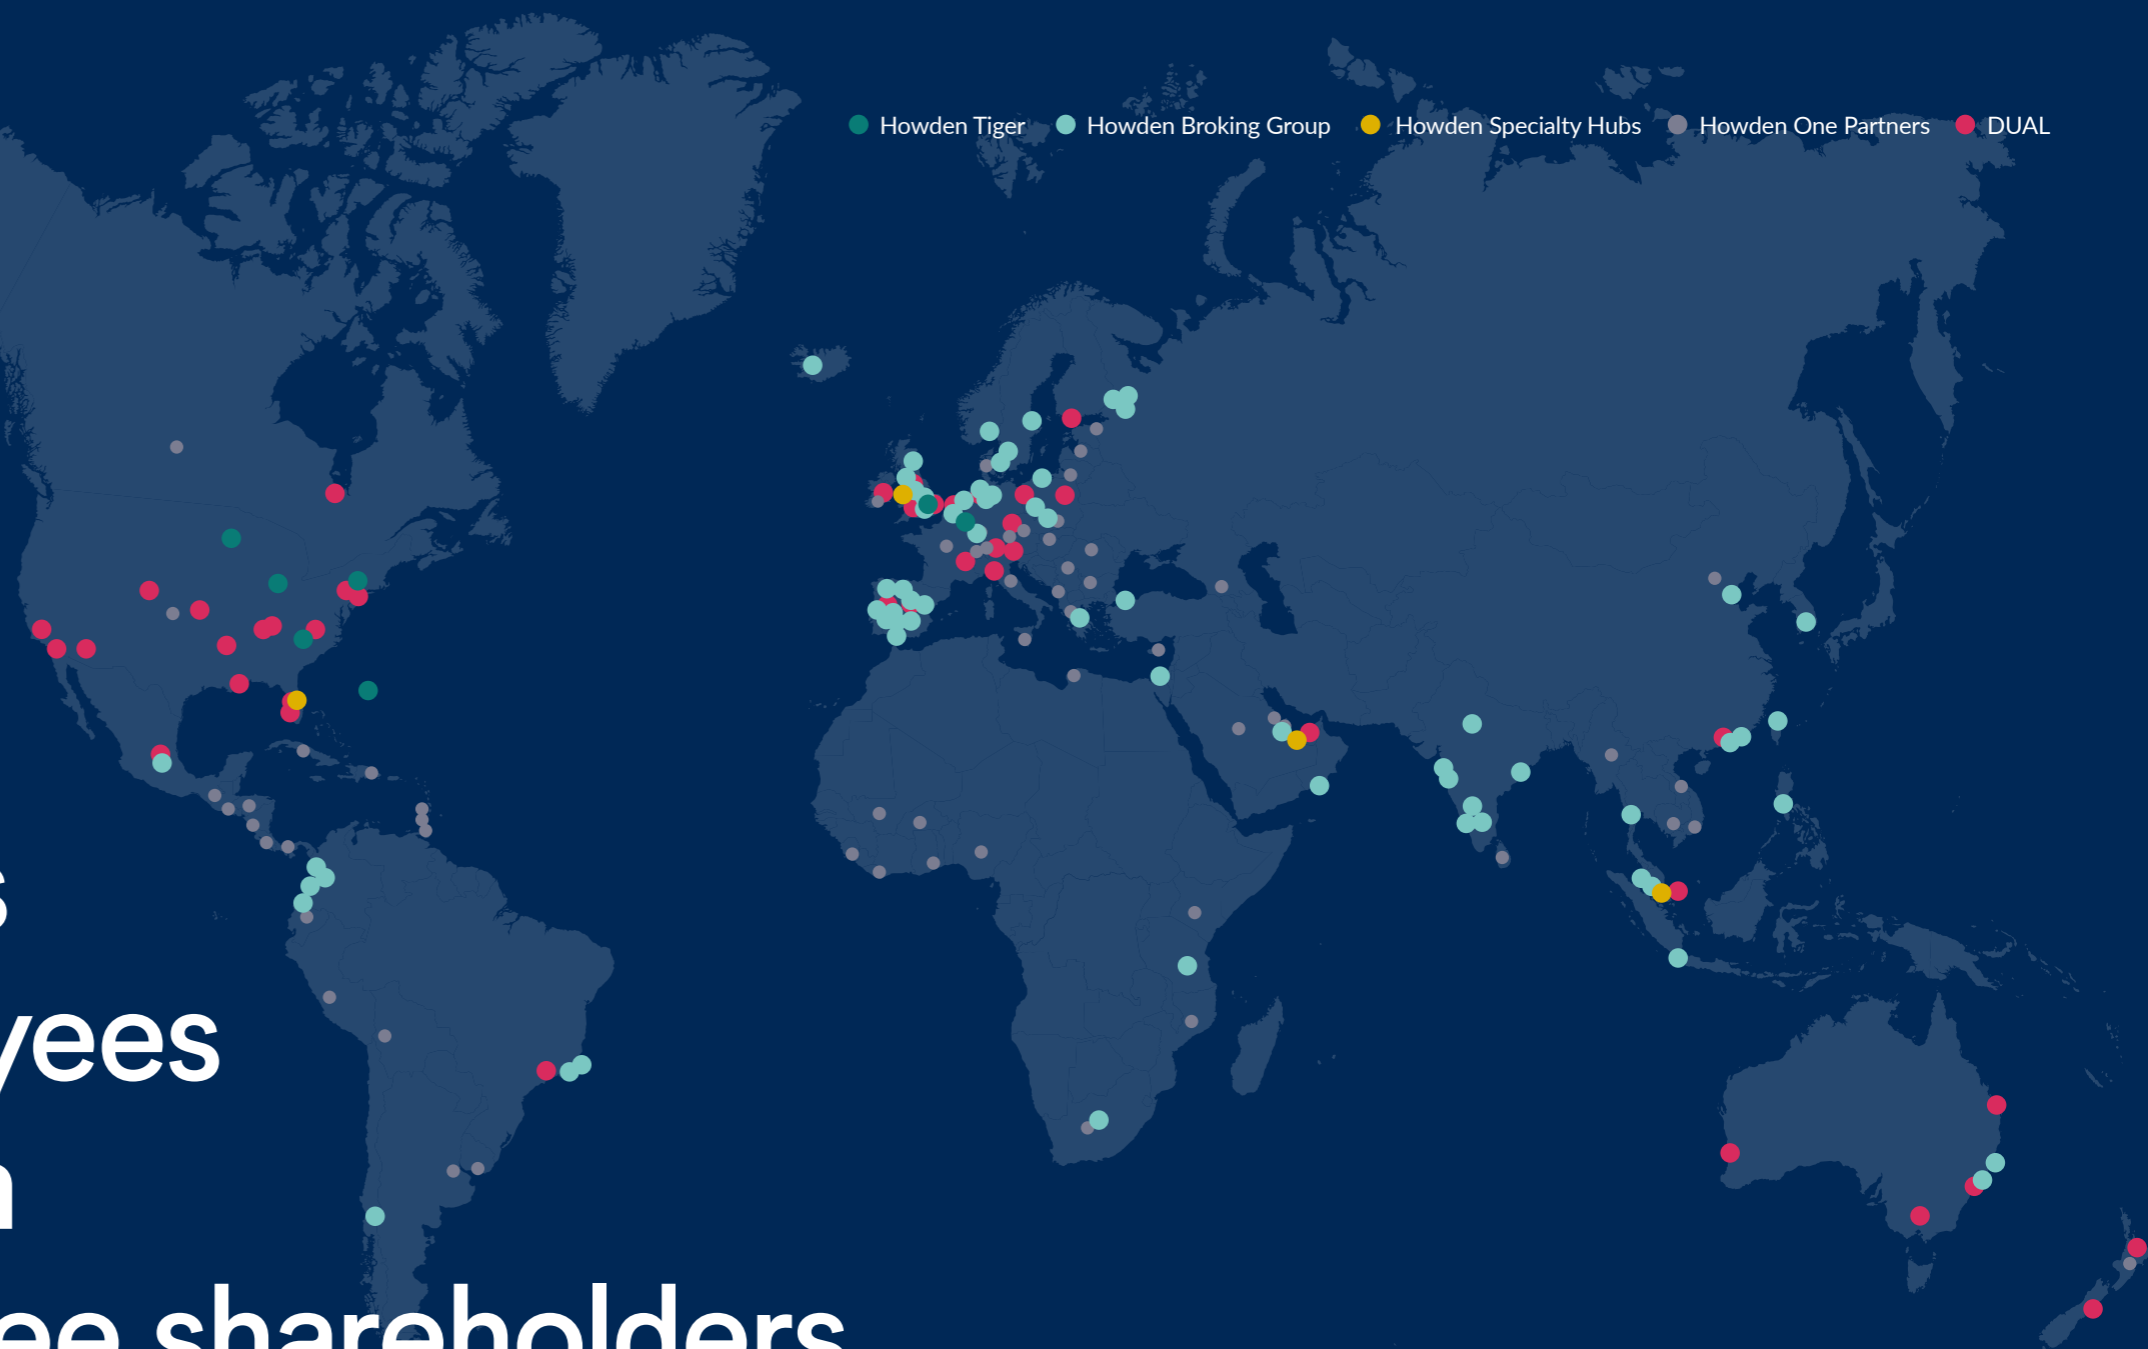 Howden Tiger Howden Broking Group Howden Specialty Hubs Howden One Partners DUAL
s
yees
n
ee shareholders